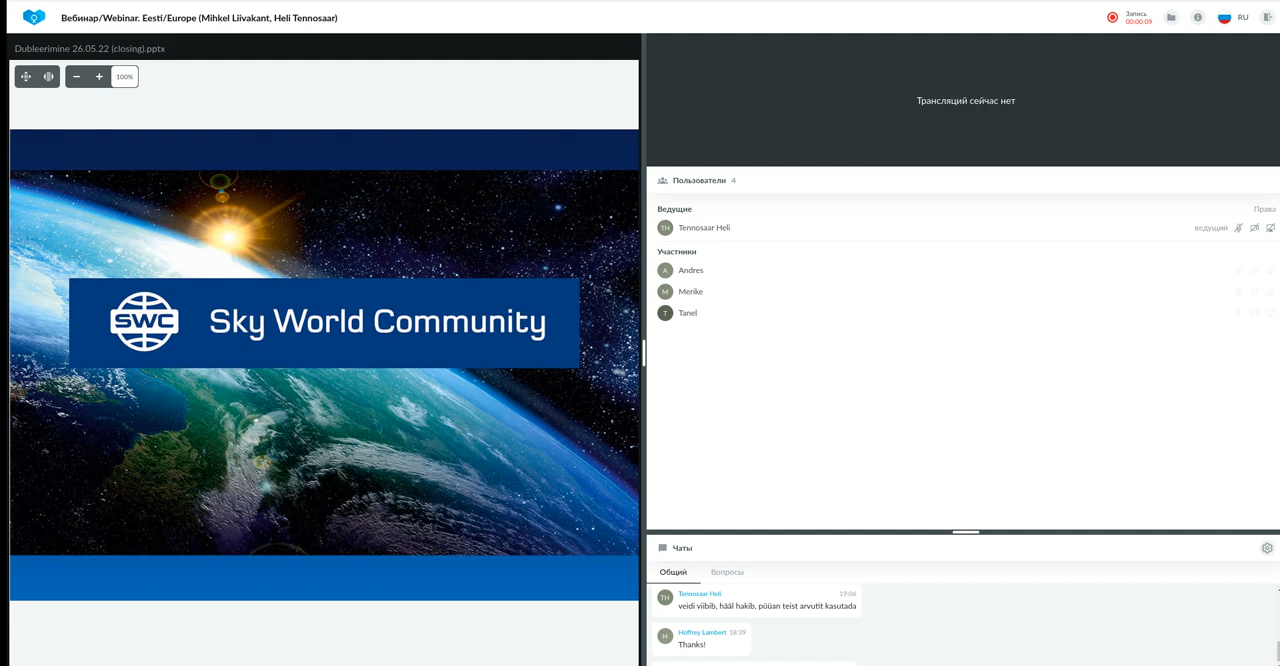 Вебинар/Webinar. Eesti/Europe (Mihkel Liivakant, Heli Tennosaar)
Запись
00:00:09
RU
Dubleerimine 26.05.22 (closing).pptx
100%
SWC
Sky World Community
Трансляций сейчас нет
Пользователи 4
Ведущие
Права
TH Tennosaar Heli
ведущий
Участники
A Andres
M Merike
T Tanel
Чаты
Общий
Вопросы
TH Tennosaar Heli 19:06
veidi viibib, hääl hakib, püüan teist arvutit kasutada
H Hoffrey Lambert 18:39
Thanks!